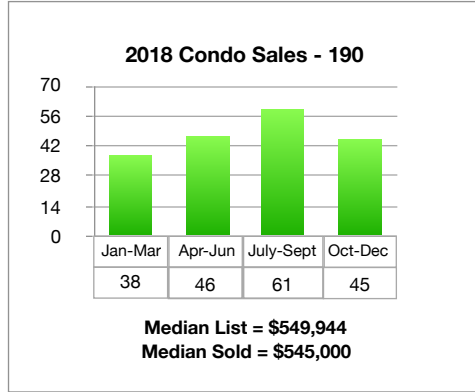 2018 Condo Sales - 190
70
56
42
28
14
0
Jan-Mar Apr-Jun July-Sept Oct-Dec
38 46 61 45
Median List = $549,944
Median Sold = $545,000